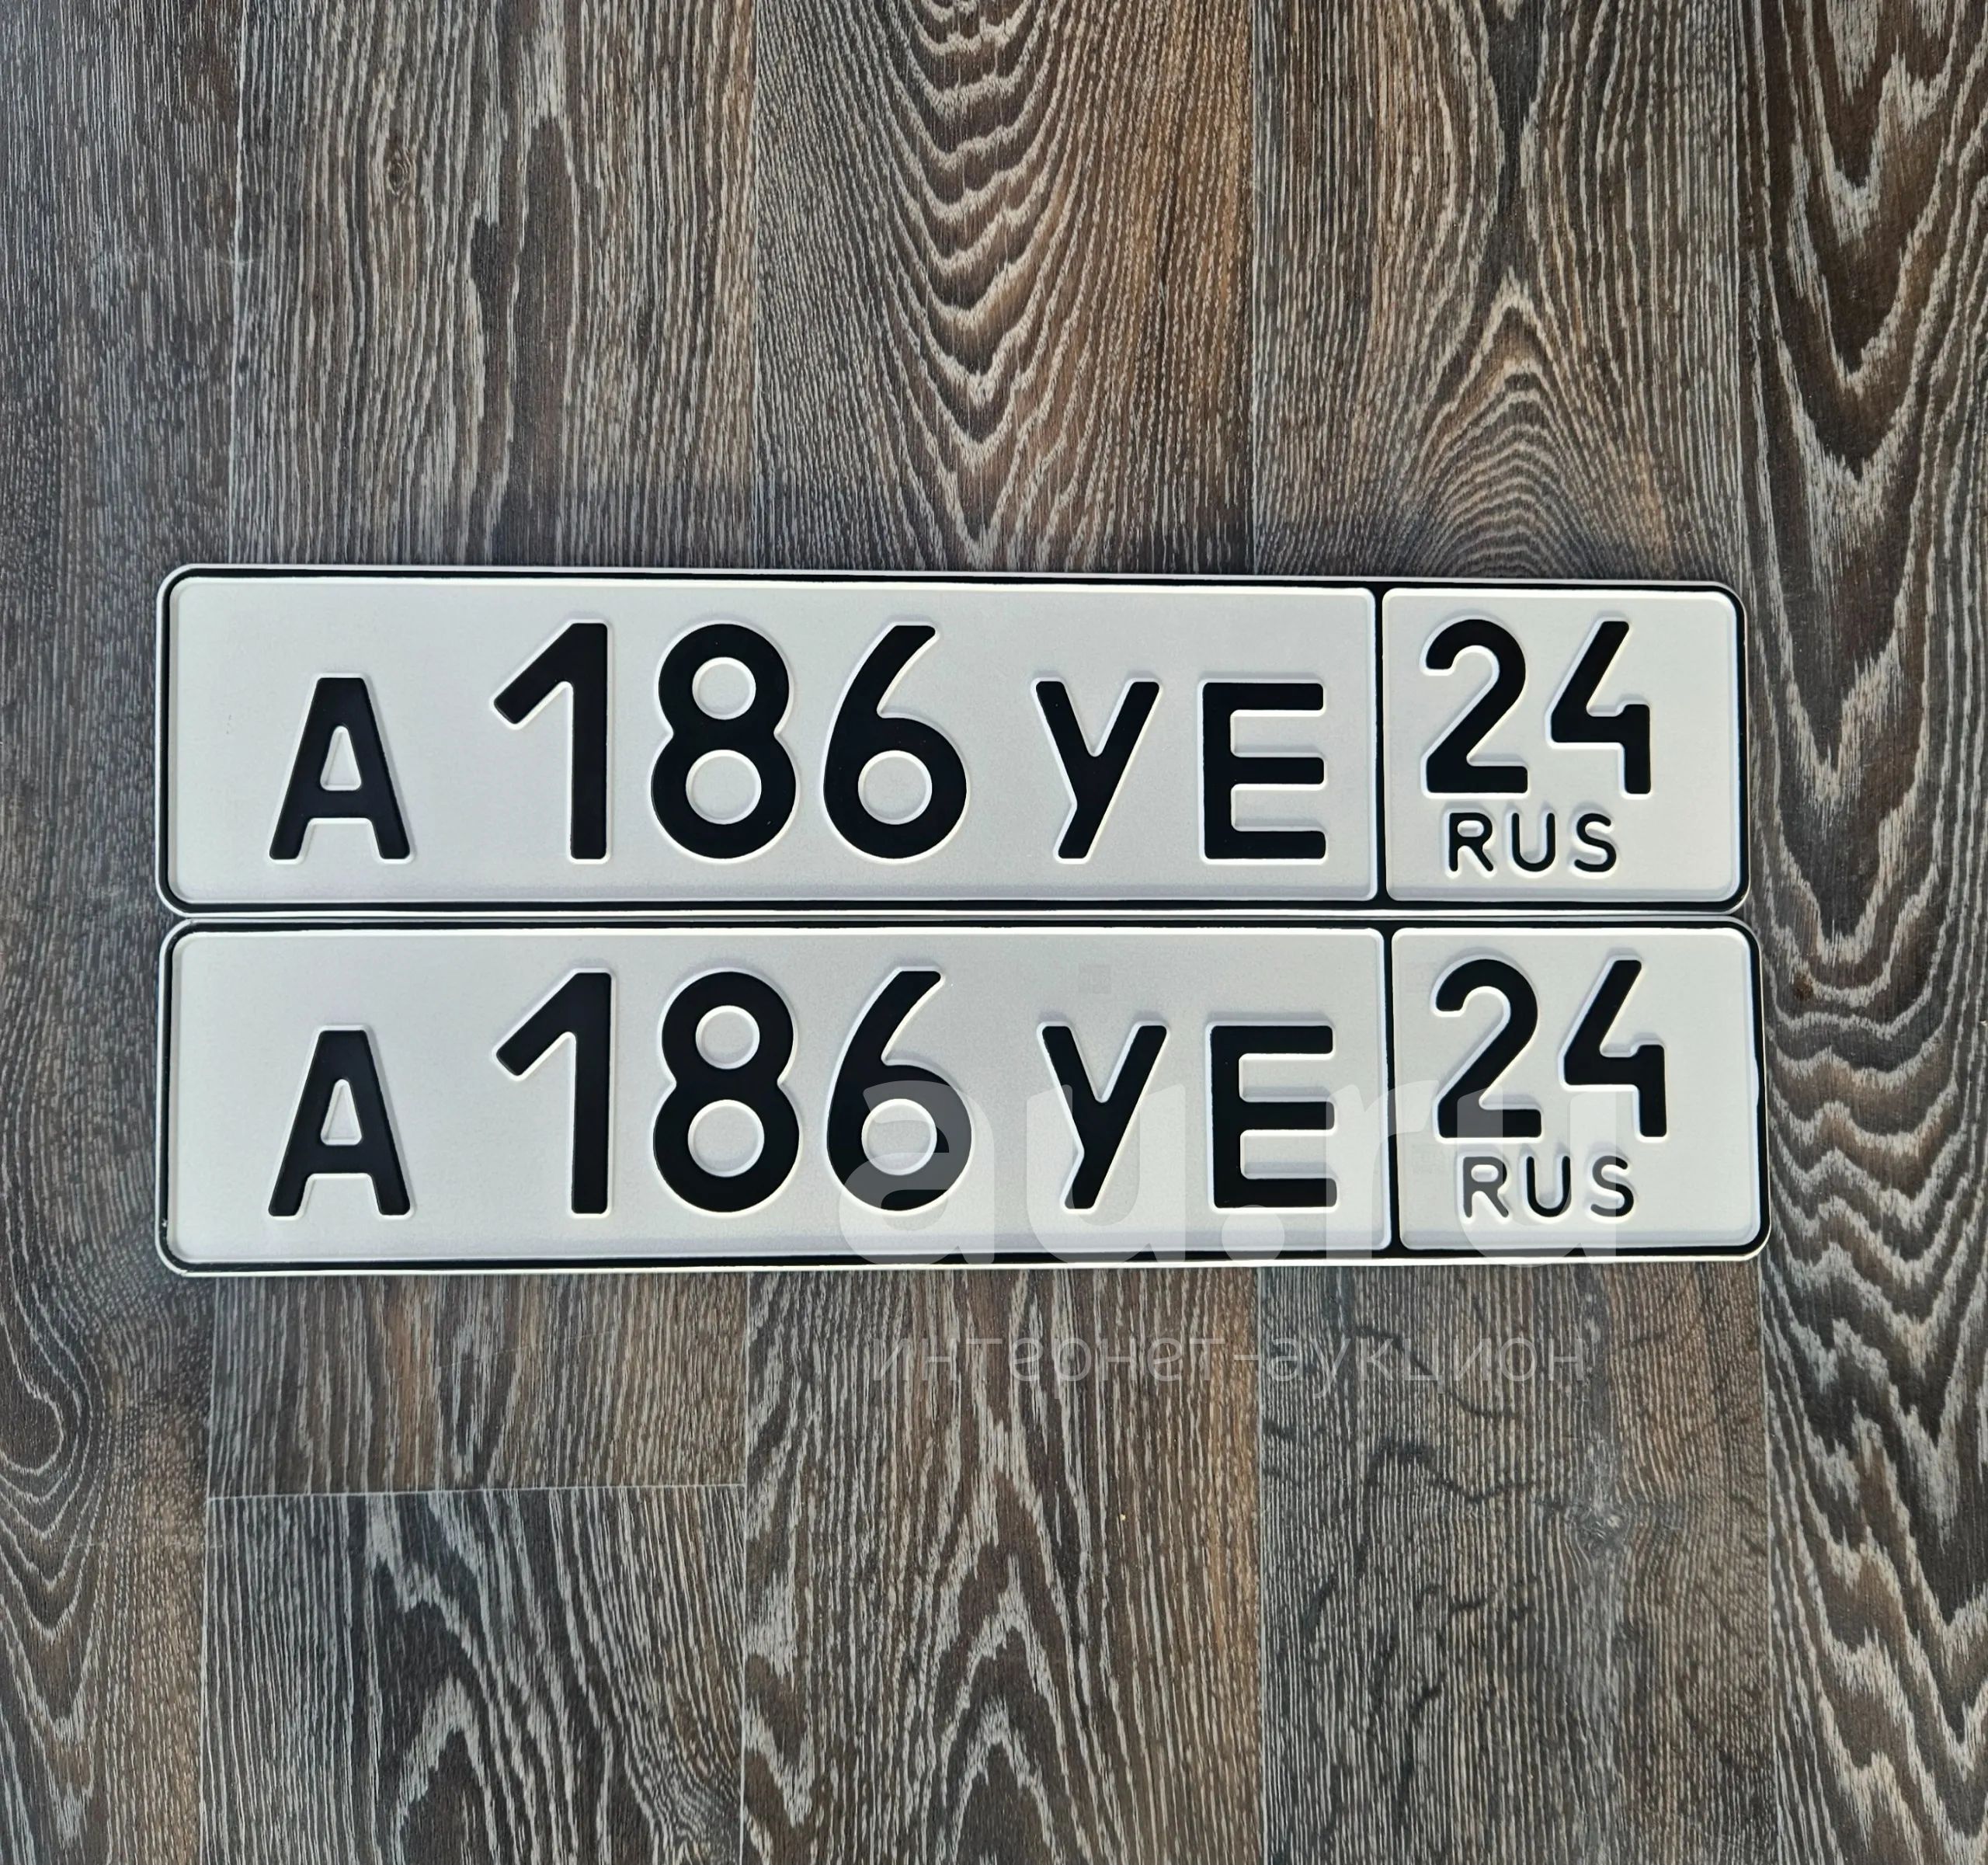 А 186 УЕ 24
RUS
А 186 УЕ 24
RUS
au.ru
интернет-аукцион